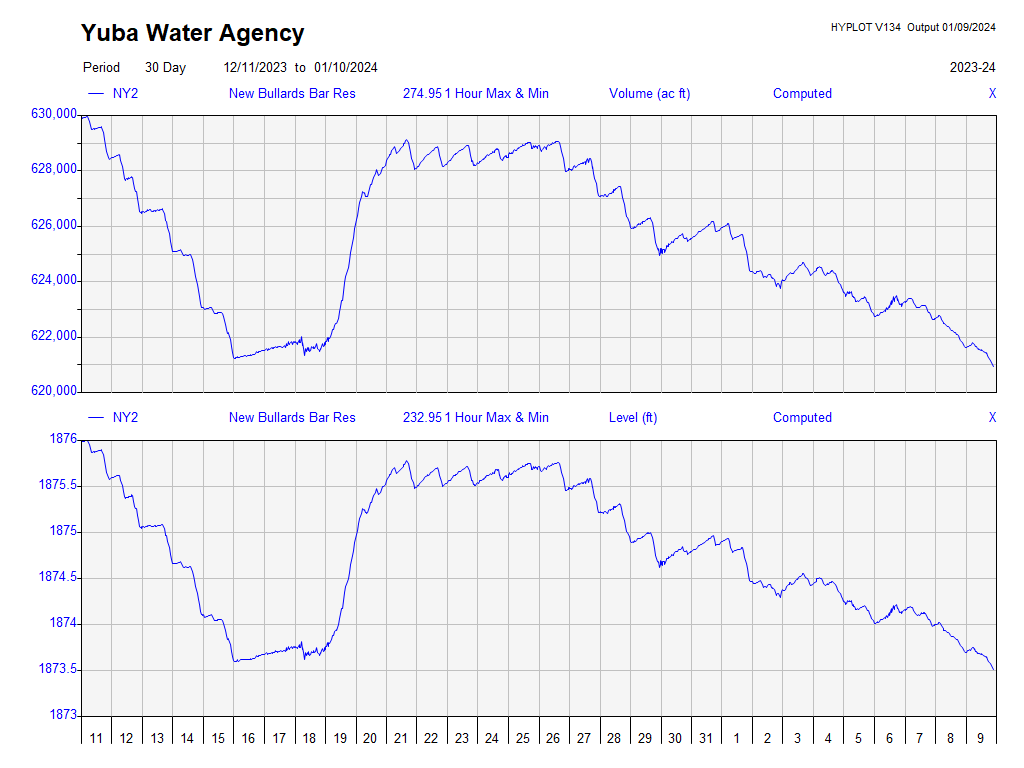 Yuba Water Agency
HYPLOT V134 Output 01/09/2024
Period 30 Day 12/11/2023 to 01/10/2024 2023-24
NY2 New Bullards Bar Res 274.95 1 Hour Max & Min Volume (ac ft) Computed X
630,000
628,000
626,000
624,000
622,000
620,000
NY2 New Bullards Bar Res 232.95 1 Hour Max & Min Level (ft) Computed X
1876
1875.5
1875
1874.5
1874
1873.5
1873
11 12 13 14 15 16 17 18 19 20 21 22 23 24 25 26 27 28 29 30 31 1 2 3 4 5 6 7 8 9